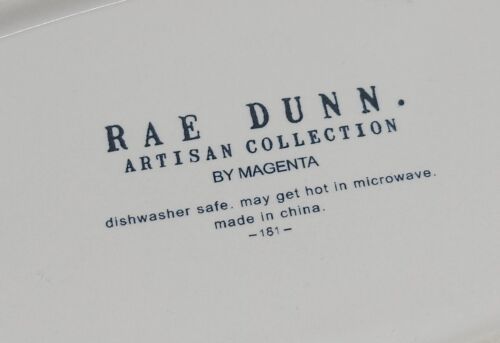 RAE DUNN.
ARTISAN COLLECTION
BY MAGENTA
dishwasher safe. may get hot in microwave.
made in china.
–181–